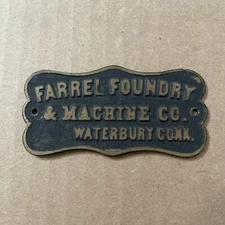 FARREL FOUNDRY
& MACHINE CO.
WATERBURY CONN.